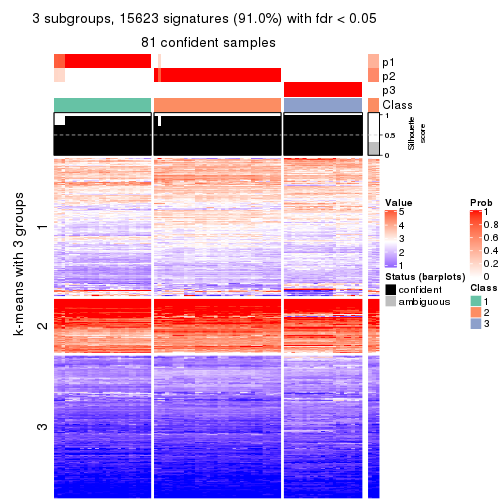 3 subgroups, 15623 signatures (91.0%) with fdr < 0.05
81 confident samples
p1
p2
p3
Class
1
0.5
0
Silhouette
score
k-means with 3 groups
1
2
3
Value
5
4
3
2
1
Status (barplots)
confident
ambiguous
Prob
1
0.8
0.6
0.4
0.2
0
Class
1
2
3